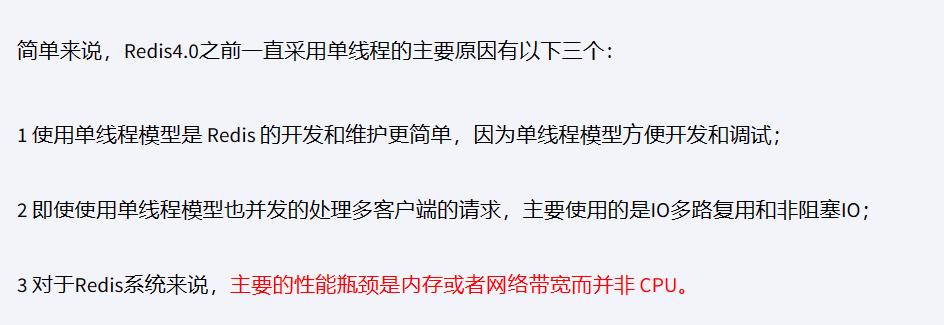 简单来说，Redis4.0之前一直采用单线程的主要原因有以下三个：
1 使用单线程模型是 Redis 的开发和维护更简单，因为单线程模型方便开发和调试；
2 即使使用单线程模型也并发的处理多客户端的请求，主要使用的是IO多路复用和非阻塞IO；
3 对于Redis系统来说，主要的性能瓶颈是内存或者网络带宽而并非 CPU。